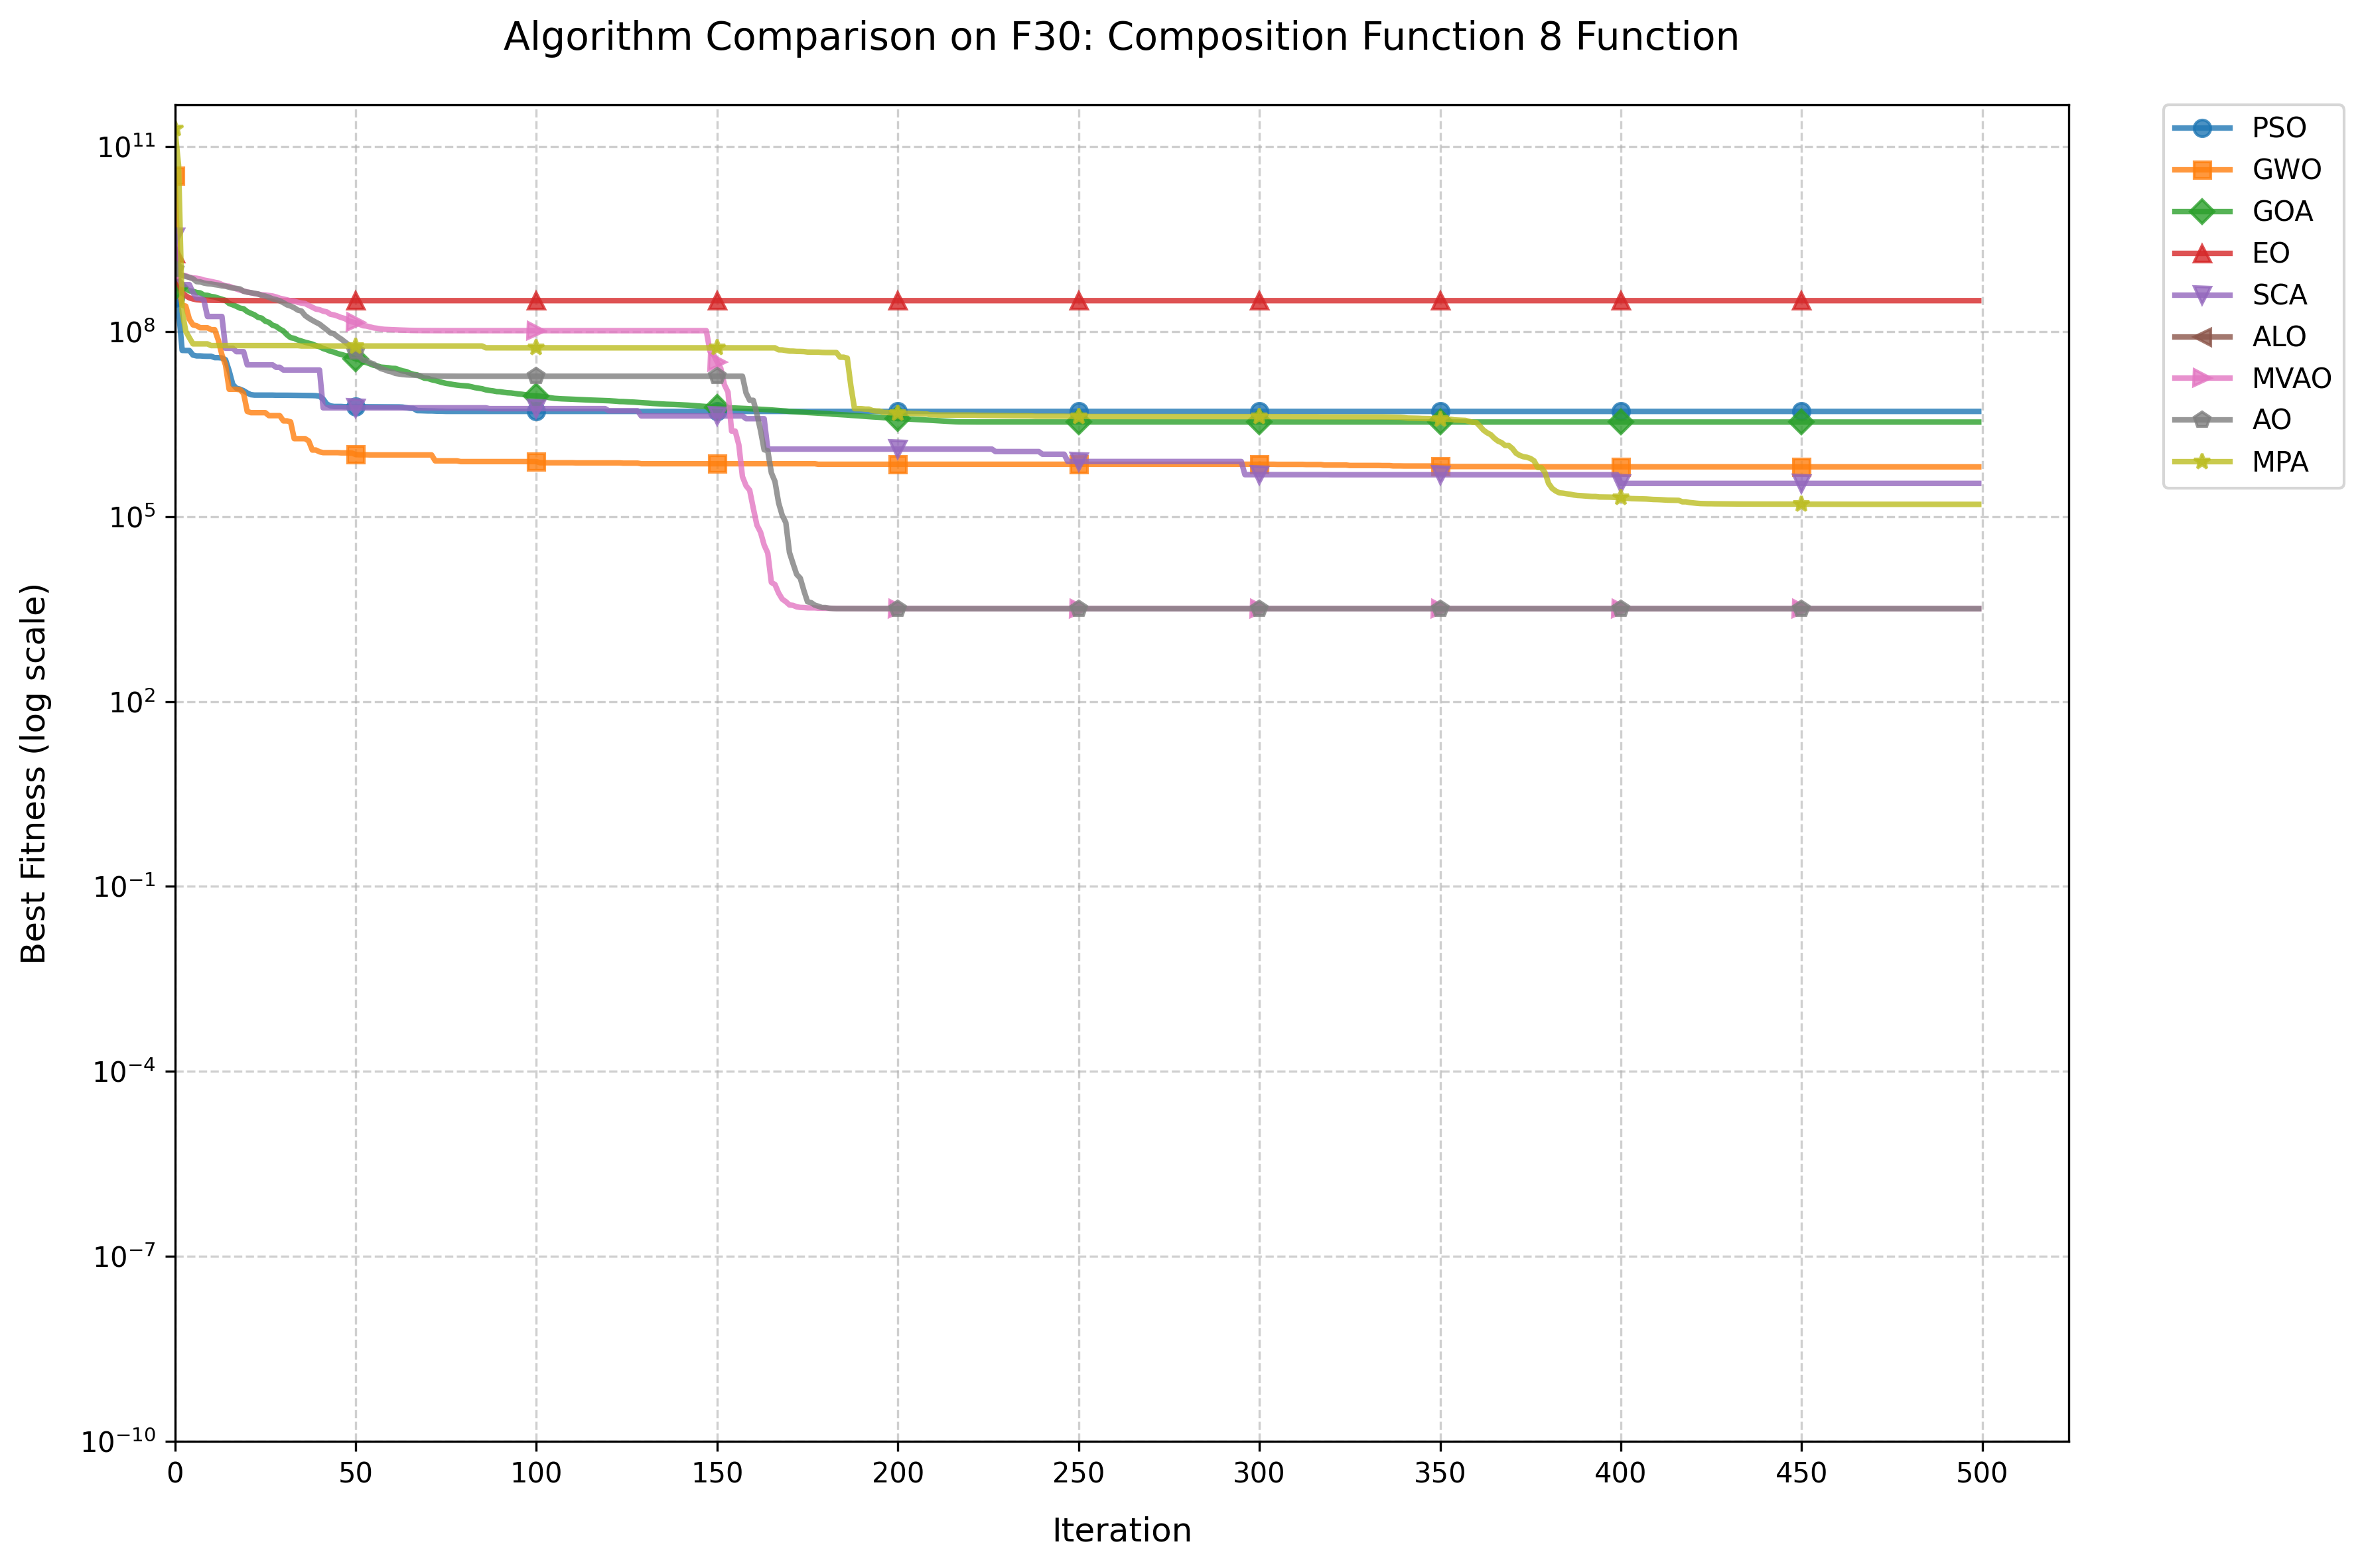 Algorithm Comparison on F30: Composition Function 8 Function
Best Fitness (log scale)
10¹¹
10⁸
10⁵
10²
10⁻¹
10⁻⁴
10⁻⁷
10⁻¹⁰
0 50 100 150 200 250 300 350 400 450 500
Iteration
PSO
GWO
GOA
EO
SCA
ALO
MVAO
AO
MPA